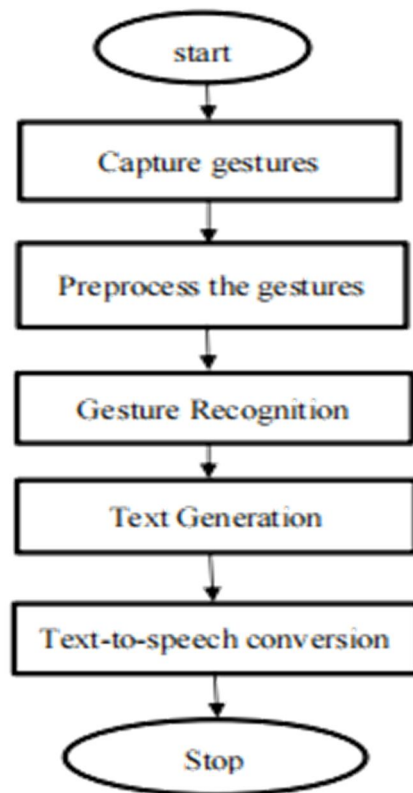 start
Capture gestures
Preprocess the gestures
Gesture Recognition
Text Generation
Text-to-speech conversion
Stop